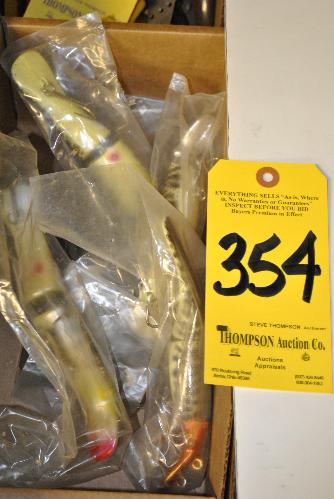 EVERYTHING SELLS "As is, Where
is, No Warranties or Guarantees"
INSPECT BEFORE YOU BID
Buyers Premium in Effect
354
STEVE THOMPSON
THOMPSON Auction Co.
Auctions
Appraisals